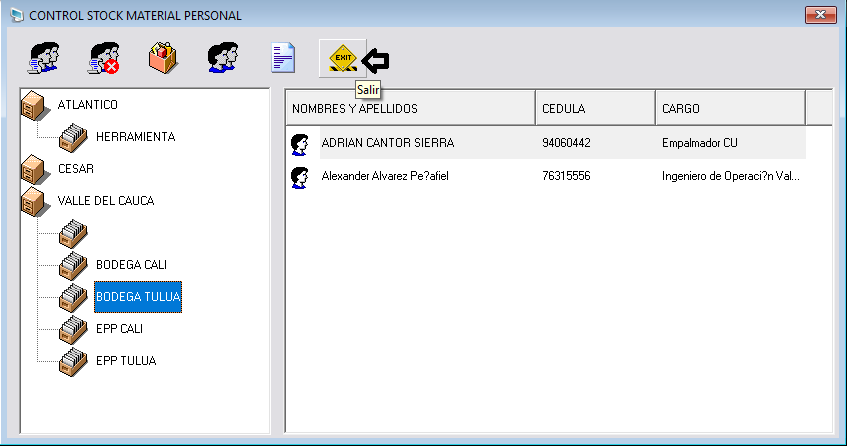 CONTROL STOCK MATERIAL PERSONAL
EXIT
Salir
ATLANTICO
HERRAMIENTA
CESAR
VALLE DEL CAUCA
BODEGA CALI
BODEGA TULUA
EPP CALI
EPP TULUA
NOMBRES Y APELLIDOS CEDULA CARGO
ADRIAN CANTOR SIERRA 94060442 Empalmador CU
Alexander Alvarez Pe?afiel 76315556 Ingeniero de Operaci?n Val...